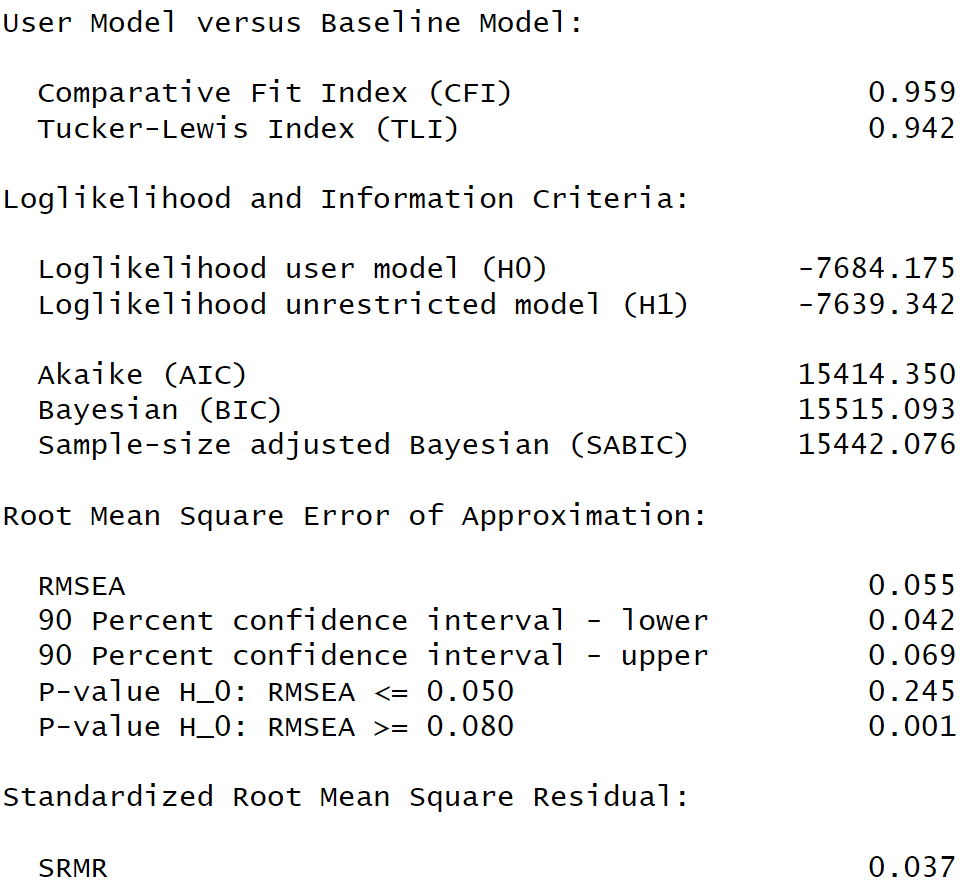 User Model versus Baseline Model:
Comparative Fit Index (CFI) 0.959
Tucker-Lewis Index (TLI) 0.942
Loglikelihood and Information Criteria:
Loglikelihood user model (H0) -7684.175
Loglikelihood unrestricted model (H1) -7639.342
Akaike (AIC) 15414.350
Bayesian (BIC) 15515.093
Sample-size adjusted Bayesian (SABIC) 15442.076
Root Mean Square Error of Approximation:
RMSEA 0.055
90 Percent confidence interval - lower 0.042
90 Percent confidence interval - upper 0.069
P-value H_0: RMSEA <= 0.050 0.245
P-value H_0: RMSEA >= 0.080 0.001
Standardized Root Mean Square Residual:
SRMR 0.037